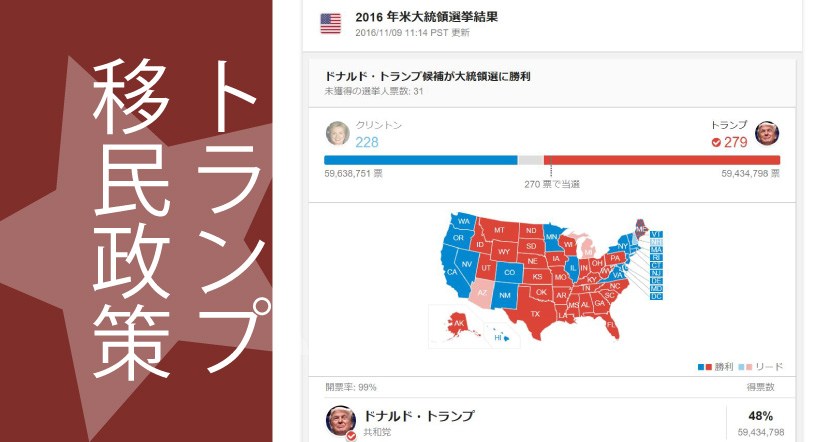 トランプ
移民政策
2016 年米大統領選挙結果
2016/11/09 11:14 PST 更新
ドナルド・トランプ候補が大統領選に勝利
未獲得の選挙人票数: 31
クリントン
228
トランプ
279
59,638,751 票
59,434,798 票
270 票で当選
WA
OR
CA
NV
ID
UT
AZ
MT
WY
CO
NM
ND
SD
NE
KS
OK
TX
MN
IA
MO
AR
LA
WI
IL
IN
OH
KY
TN
MS
AL
GA
FL
SC
NC
VA
WV
PA
NY
ME
VT
NH
MA
RI
CT
NJ
DE
MD
DC
AK
HI
勝利
リード
開票率: 99%
得票数
ドナルド・トランプ
共和党
48%
59,434,798